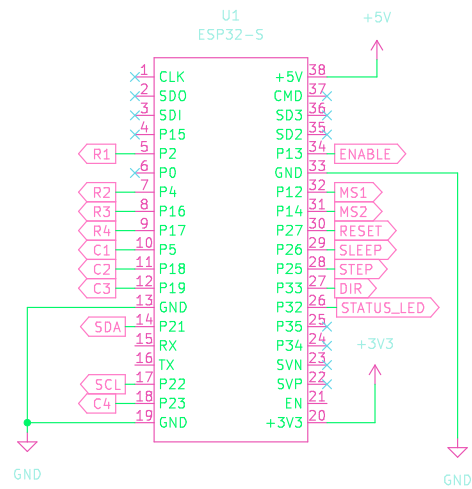 U1
ESP32-S
+5V
1 CLK +5V 38
2 SDO CMD 37
3 SDI SD3 36
4 P15 SD2 35
R1 5 P2 P13 34 ENABLE
6 P0 GND 33
R2 7 P4 P12 32 MS1
R3 8 P16 P14 31 MS2
R4 9 P17 P27 30 RESET
C1 10 P5 P26 29 SLEEP
C2 11 P18 P25 28 STEP
C3 12 P19 P33 27 DIR
13 GND P32 26 STATUS_LED
SDA 14 P21 P35 25
15 RX P34 24 +3V3
16 TX SVN 23
SCL 17 P22 SVP 22
C4 18 P23 EN 21
19 GND +3V3 20
GND
GND